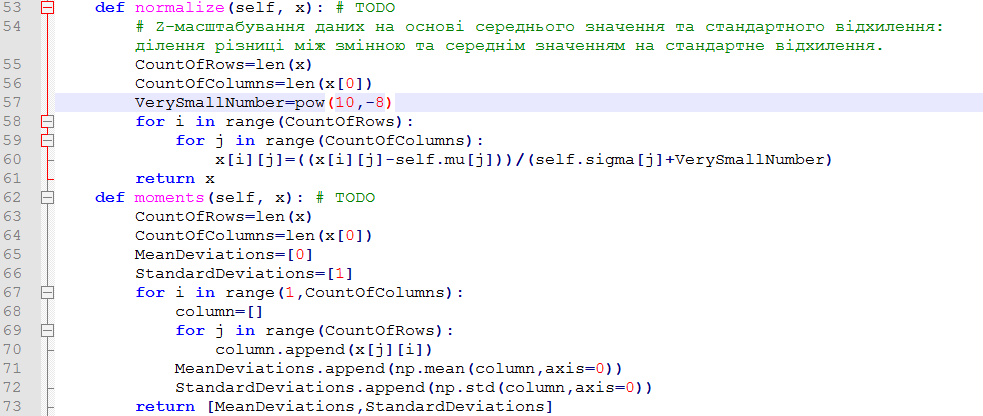 53 def normalize(self, x): # TODO
54 # Z-масштабування даних на основі середнього значення та стандартного відхилення:
ділення різниці між змінною та середнім значенням на стандартне відхилення.
55 CountOfRows=len(x)
56 CountOfColumns=len(x[0])
57 VerySmallNumber=pow(10,-8)
58 for i in range(CountOfRows):
59 for j in range(CountOfColumns):
60 x[i][j]=((x[i][j]-self.mu[j]))/(self.sigma[j]+VerySmallNumber)
61 return x
62 def moments(self, x): # TODO
63 CountOfRows=len(x)
64 CountOfColumns=len(x[0])
65 MeanDeviations=[0]
66 StandardDeviations=[1]
67 for i in range(1,CountOfColumns):
68 column=[]
69 for j in range(CountOfRows):
70 column.append(x[j][i])
71 MeanDeviations.append(np.mean(column,axis=0))
72 StandardDeviations.append(np.std(column,axis=0))
73 return [MeanDeviations,StandardDeviations]